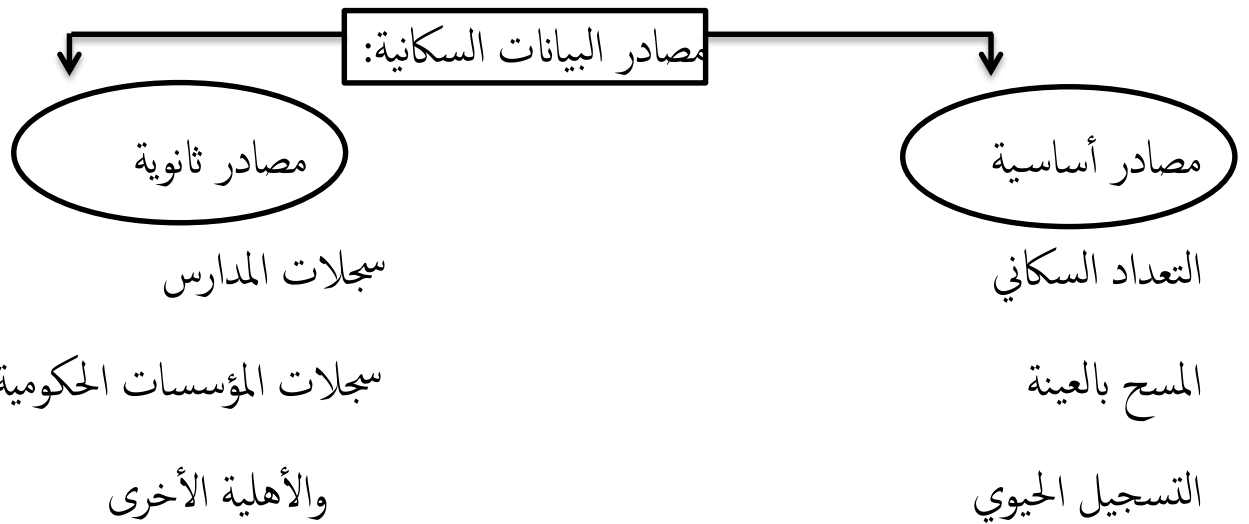 مصادر البيانات السكانية:
مصادر أساسية
مصادر ثانوية
التعداد السكاني
سجلات المدارس
المسح بالعينة
سجلات المؤسسات الحكومية
التسجيل الحيوي
والأهلية الأخرى